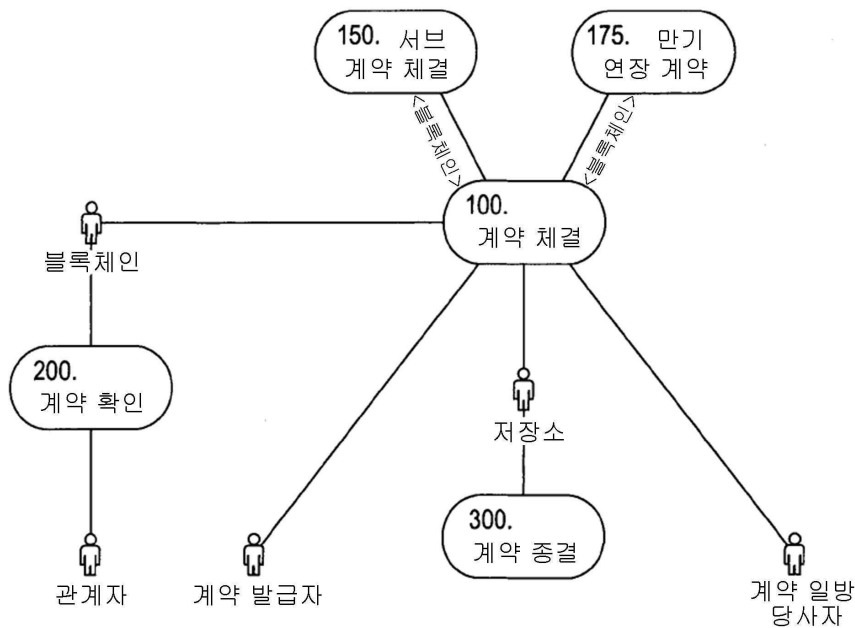 150. 서브
계약 체결
175. 만기
연장 계약
<블록체인>
<블록체인>
100.
계약 체결
블록체인
200.
계약 확인
저장소
300.
계약 종결
관계자
계약 발급자
계약 일방
당사자